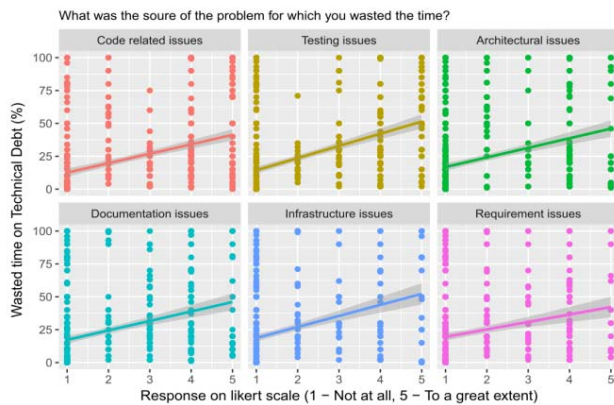 What was the soure of the problem for which you wasted the time?
Code related issues
Testing issues
Architectural issues
100
75
50
25
0
Documentation issues
Infrastructure issues
Requirement issues
100
75
50
25
0
1 2 3 4 5 1 2 3 4 5 1 2 3 4 5
Wasted time on Technical Debt (%)
Response on likert scale (1 − Not at all, 5 − To a great extent)